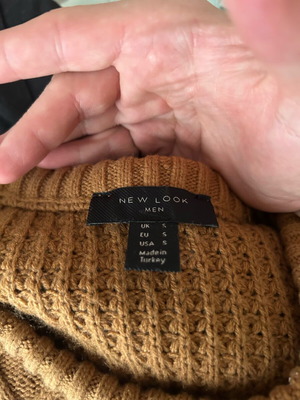 NEW LOOK
MEN
UK S
EU S
USA S
Made in
Turkey